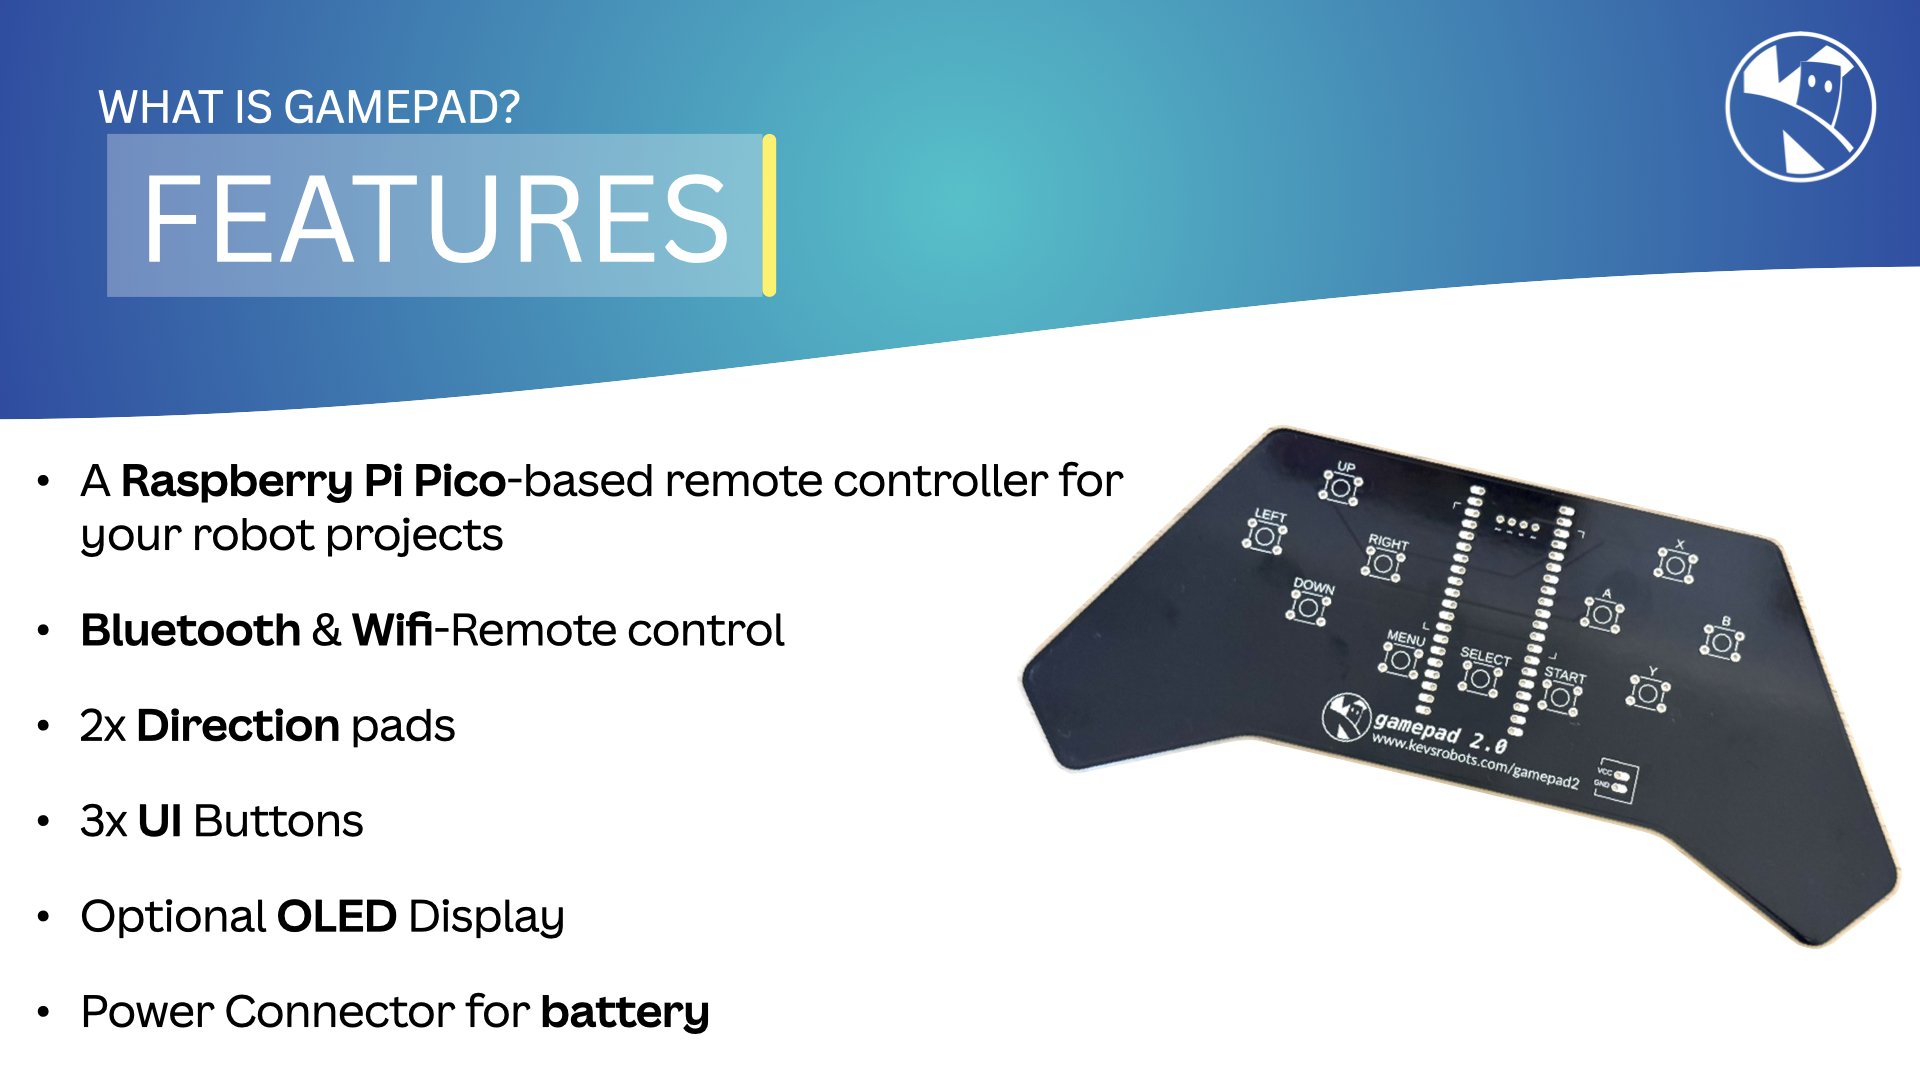 WHAT IS GAMEPAD?
FEATURES
• A Raspberry Pi Pico-based remote controller for
your robot projects
• Bluetooth & Wifi-Remote control
• 2x Direction pads
• 3x UI Buttons
• Optional OLED Display
• Power Connector for battery
UP
LEFT
RIGHT
DOWN
X
A
B
Y
MENU
SELECT
START
gamepad 2.0
www.kevsrobots.com/gamepad2
VCC
GND